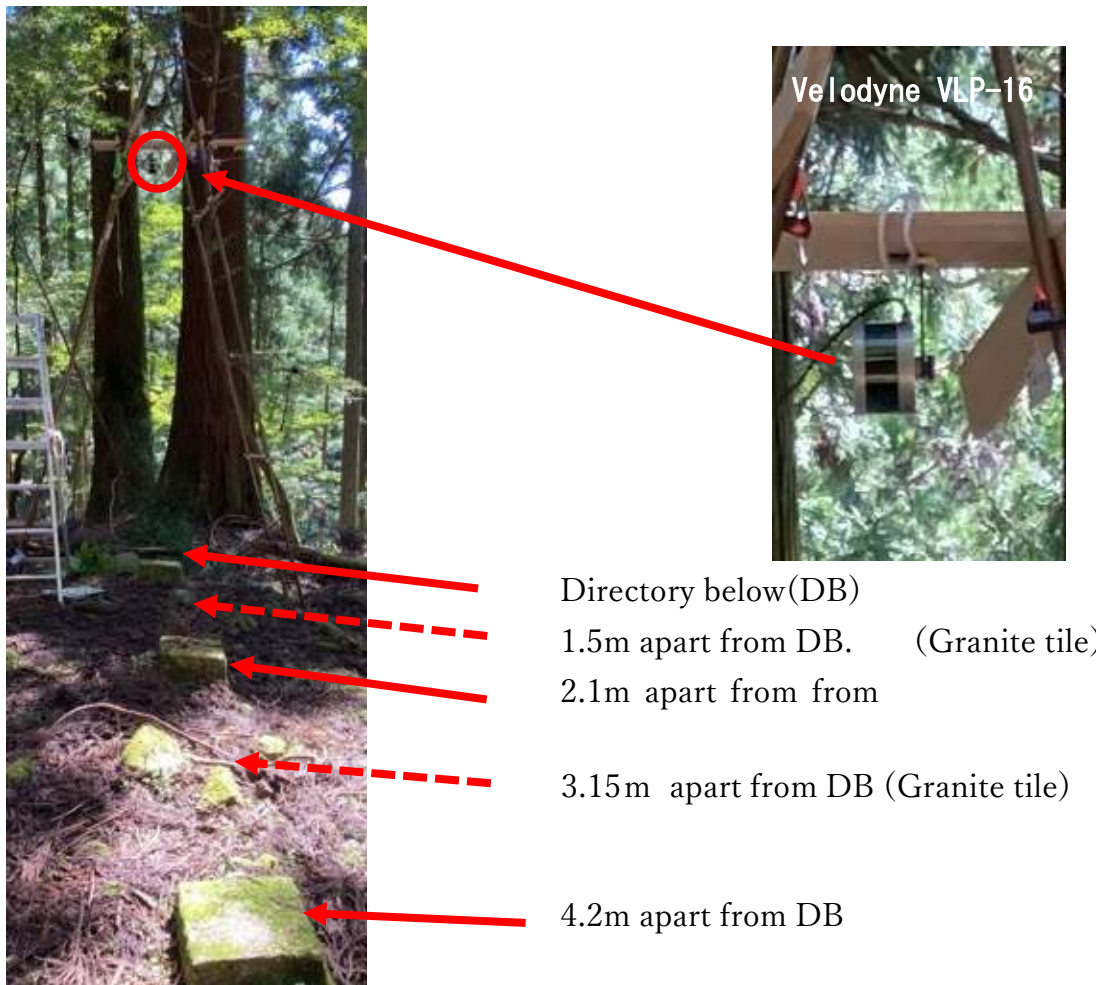 Velodyne VLP-16
Directory below(DB)
1.5m apart from DB. (Granite tile)
2.1m apart from from
3.15m apart from DB (Granite tile)
4.2m apart from DB